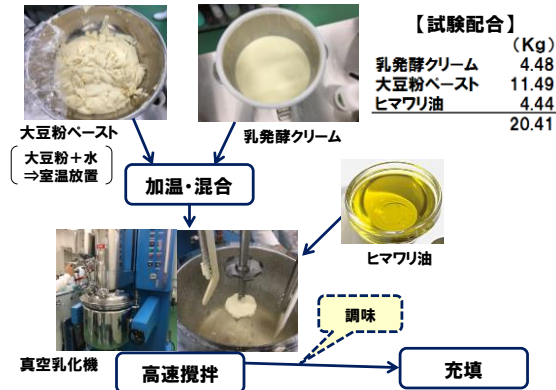 【試験配合】
(Kg)
乳発酵クリーム 4.48
大豆粉ペースト 11.49
ヒマワリ油 4.44
20.41
大豆粉ペースト
大豆粉＋水
⇒室温放置
乳発酵クリーム
加温・混合
ヒマワリ油
真空乳化機
調味
高速攪拌
充填